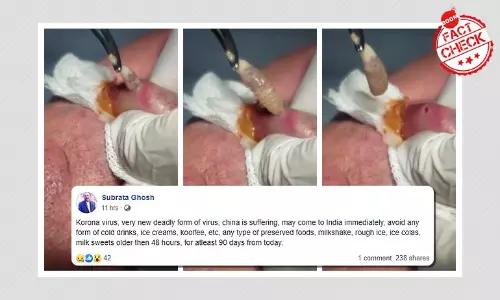 BOOM
FACT
CHECK
Subrata Ghosh
11 hrs ·
Korona virus, very new deadly form of virus, china is suffering, may come to India immediately, avoid any
form of cold drinks, ice creams, koolfee, etc, any type of preserved foods, milkshake, rough ice, ice colas,
milk sweets older then 48 hours, for atleast 90 days from today.
42
1 comment 238 shares